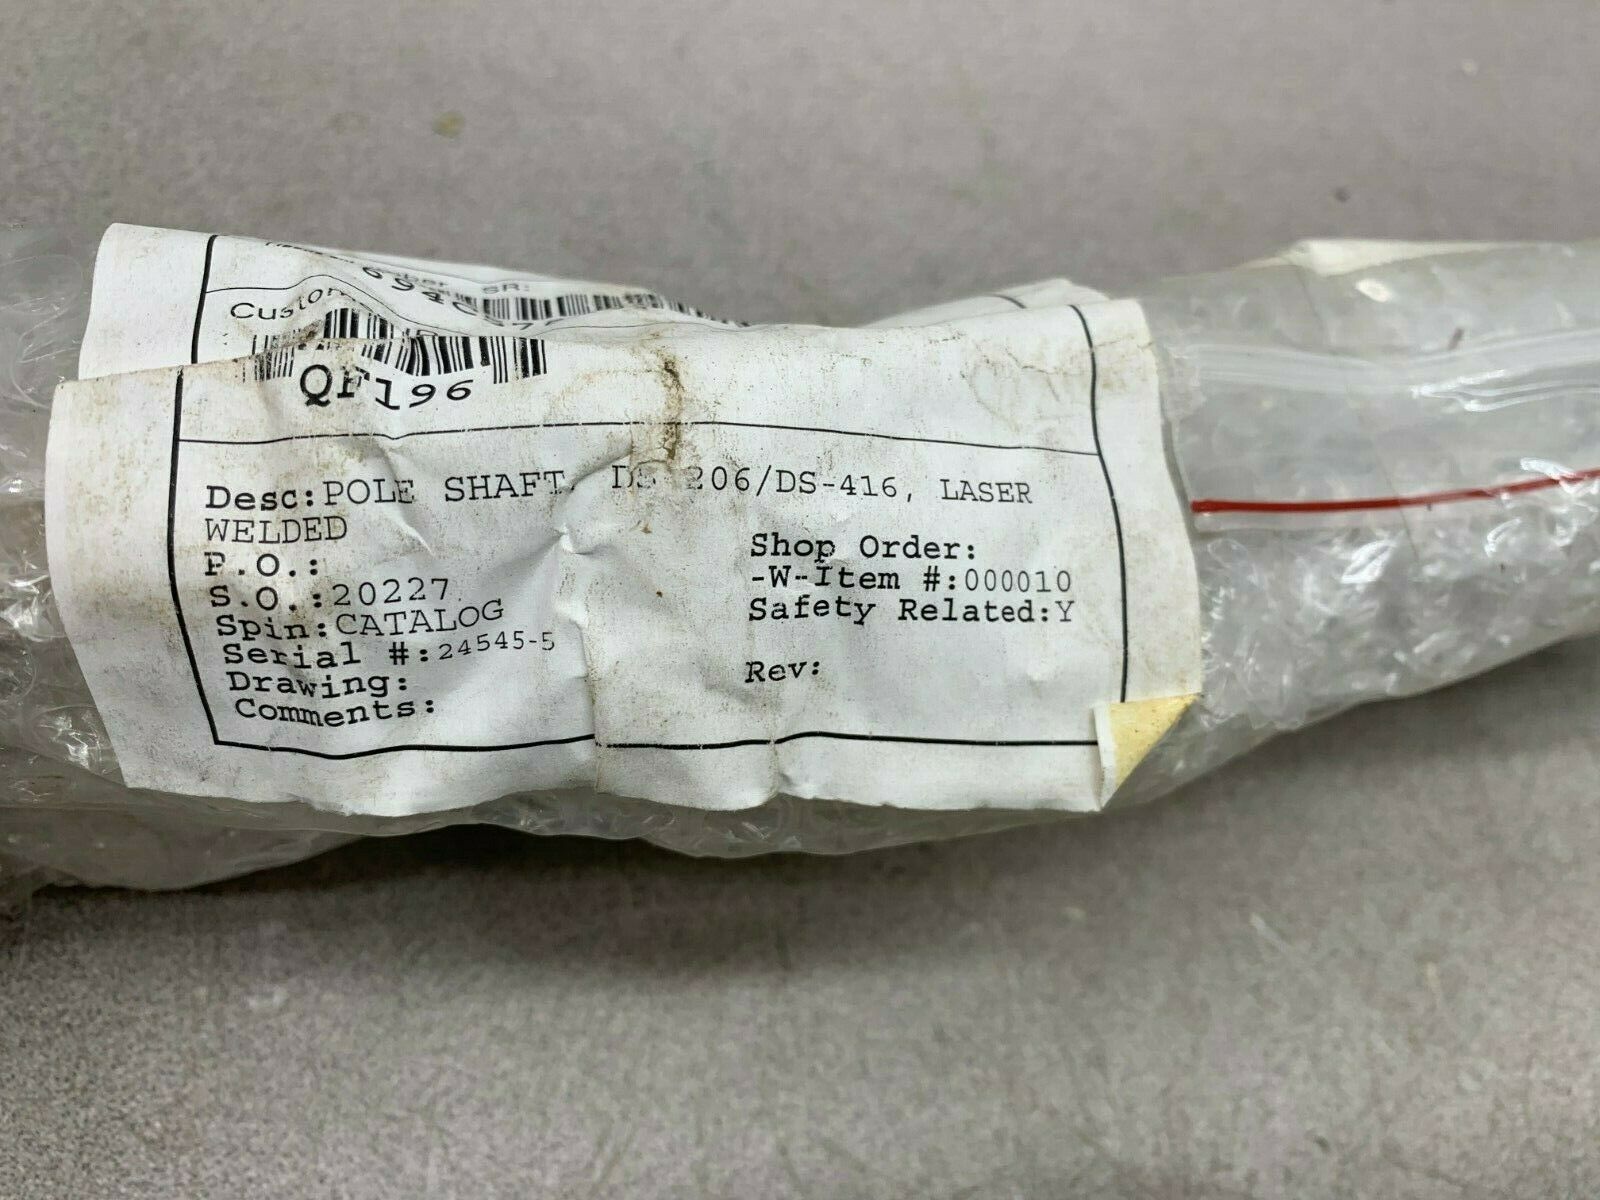 SR:
QF196
Desc:POLE SHAFT, DS 206/DS-416, LASER
WELDED
P.O.:
Shop Order:
S.O.:20227
-W-Item #:000010
Spin:CATALOG
Safety Related:Y
Serial #:24545-5
Drawing:
Rev:
Comments: